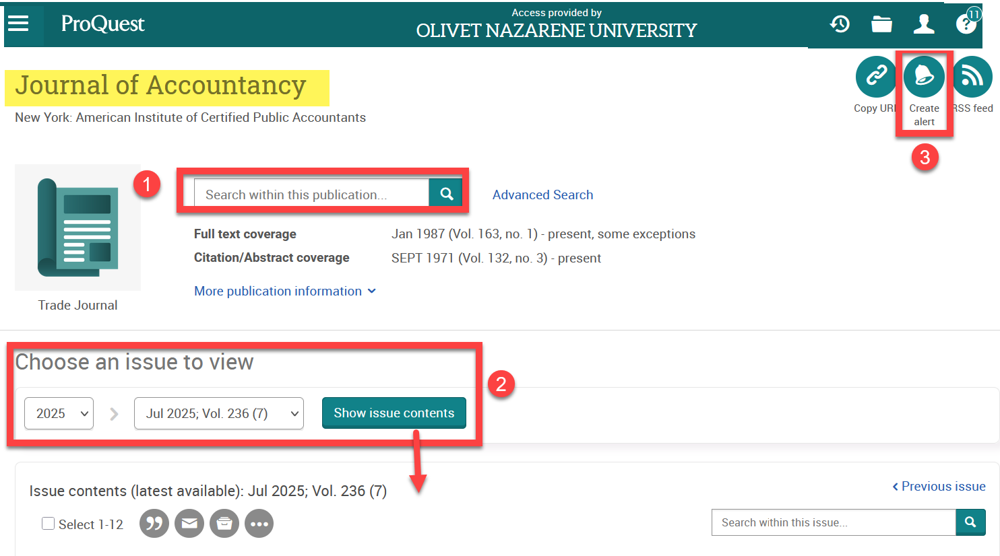 ProQuest
Access provided by
OLIVET NAZARENE UNIVERSITY
11
Journal of Accountancy
New York: American Institute of Certified Public Accountants
Copy URL
Create
alert
RSS feed
3
1
Search within this publication...
Advanced Search
Full text coverage Jan 1987 (Vol. 163, no. 1) - present, some exceptions
Citation/Abstract coverage SEPT 1971 (Vol. 132, no. 3) - present
More publication information
Trade Journal
Choose an issue to view
2
2025 Jul 2025; Vol. 236 (7) Show issue contents
Issue contents (latest available): Jul 2025; Vol. 236 (7)
Previous issue
Select 1-12
Search within this issue...